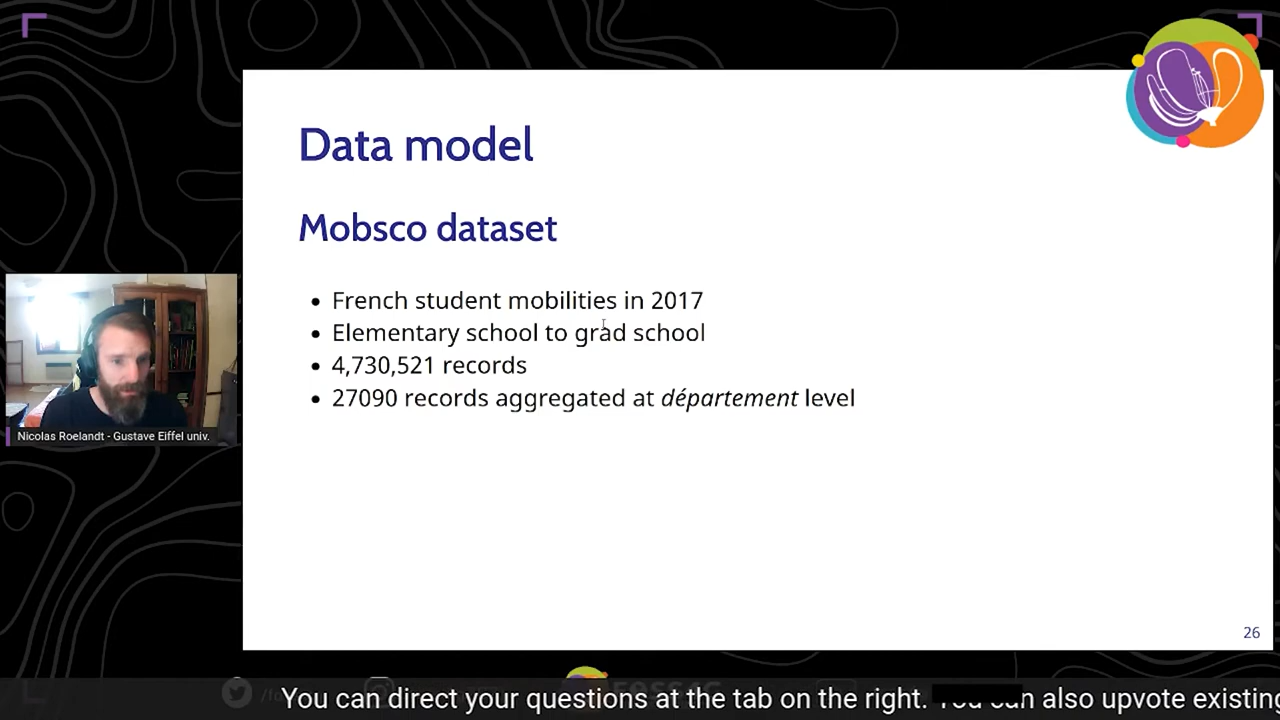 Data model
Mobsco dataset
• French student mobilities in 2017
• Elementary school to grad school
• 4,730,521 records
• 27090 records aggregated at département level
Nicolas Roelandt - Gustave Eiffel univ.
26
You can direct your questions at the tab on the right. You can also upvote existing